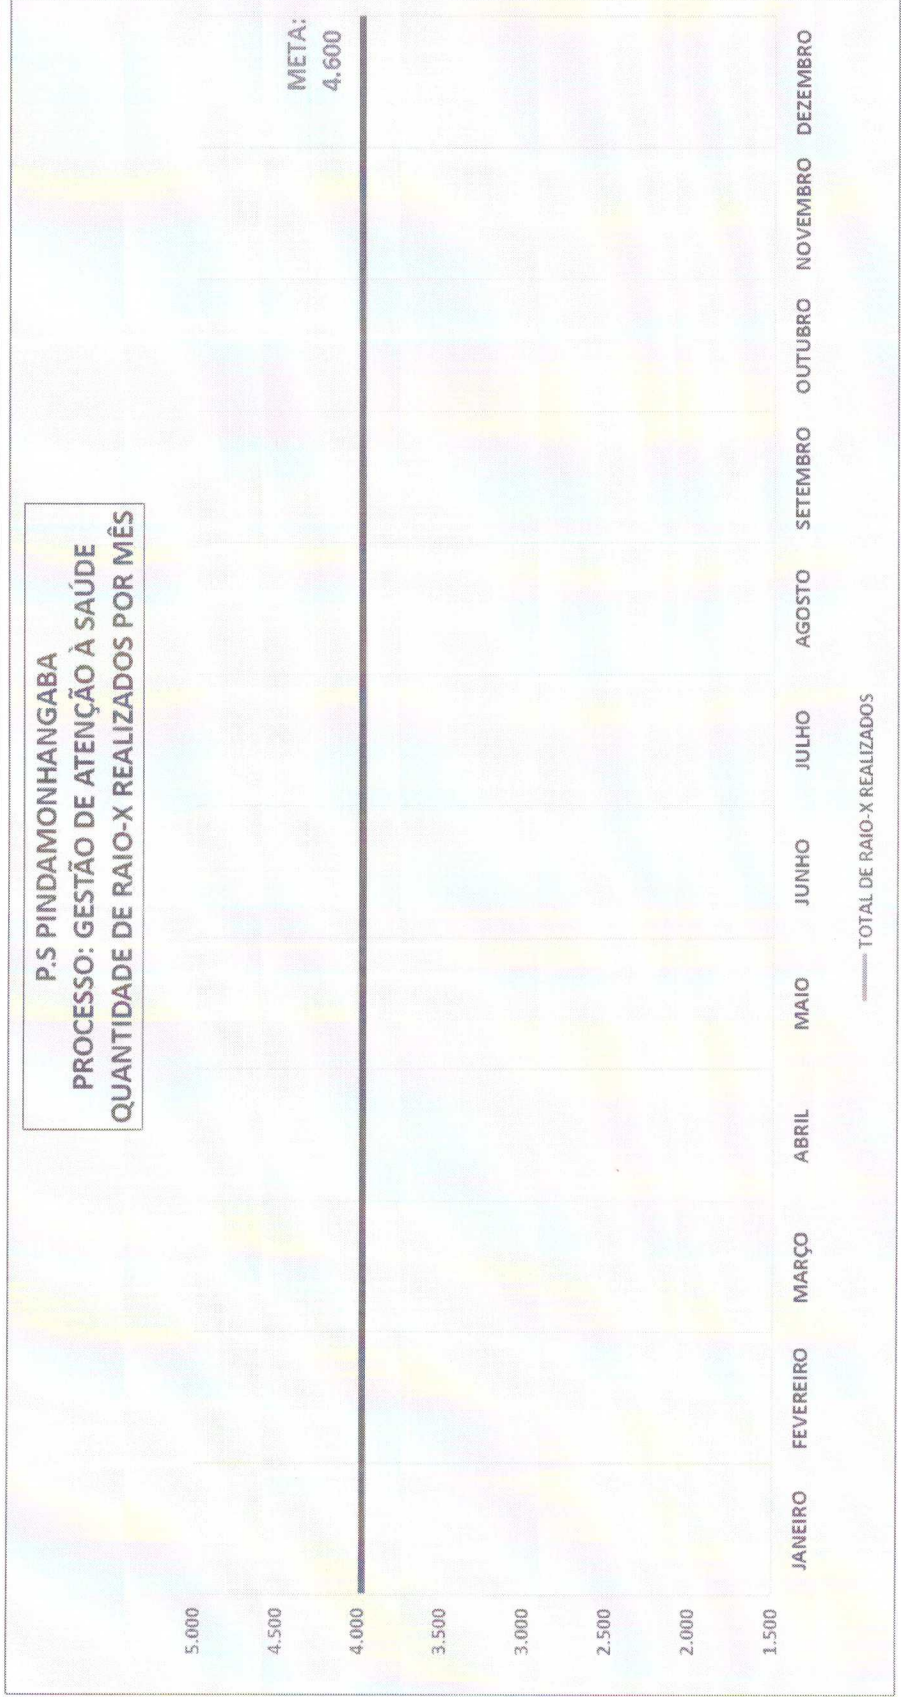 P.S PINDAMONHANGABA
PROCESSO: GESTÃO DE ATENÇÃO À SAÚDE
QUANTIDADE DE RAIO-X REALIZADOS POR MÊS
META:
4.600
5.000
4.500
4.000
3.500
3.000
2.500
2.000
1.500
JANEIRO FEVEREIRO MARÇO ABRIL MAIO JUNHO JULHO AGOSTO SETEMBRO OUTUBRO NOVEMBRO DEZEMBRO
TOTAL DE RAIO-X REALIZADOS